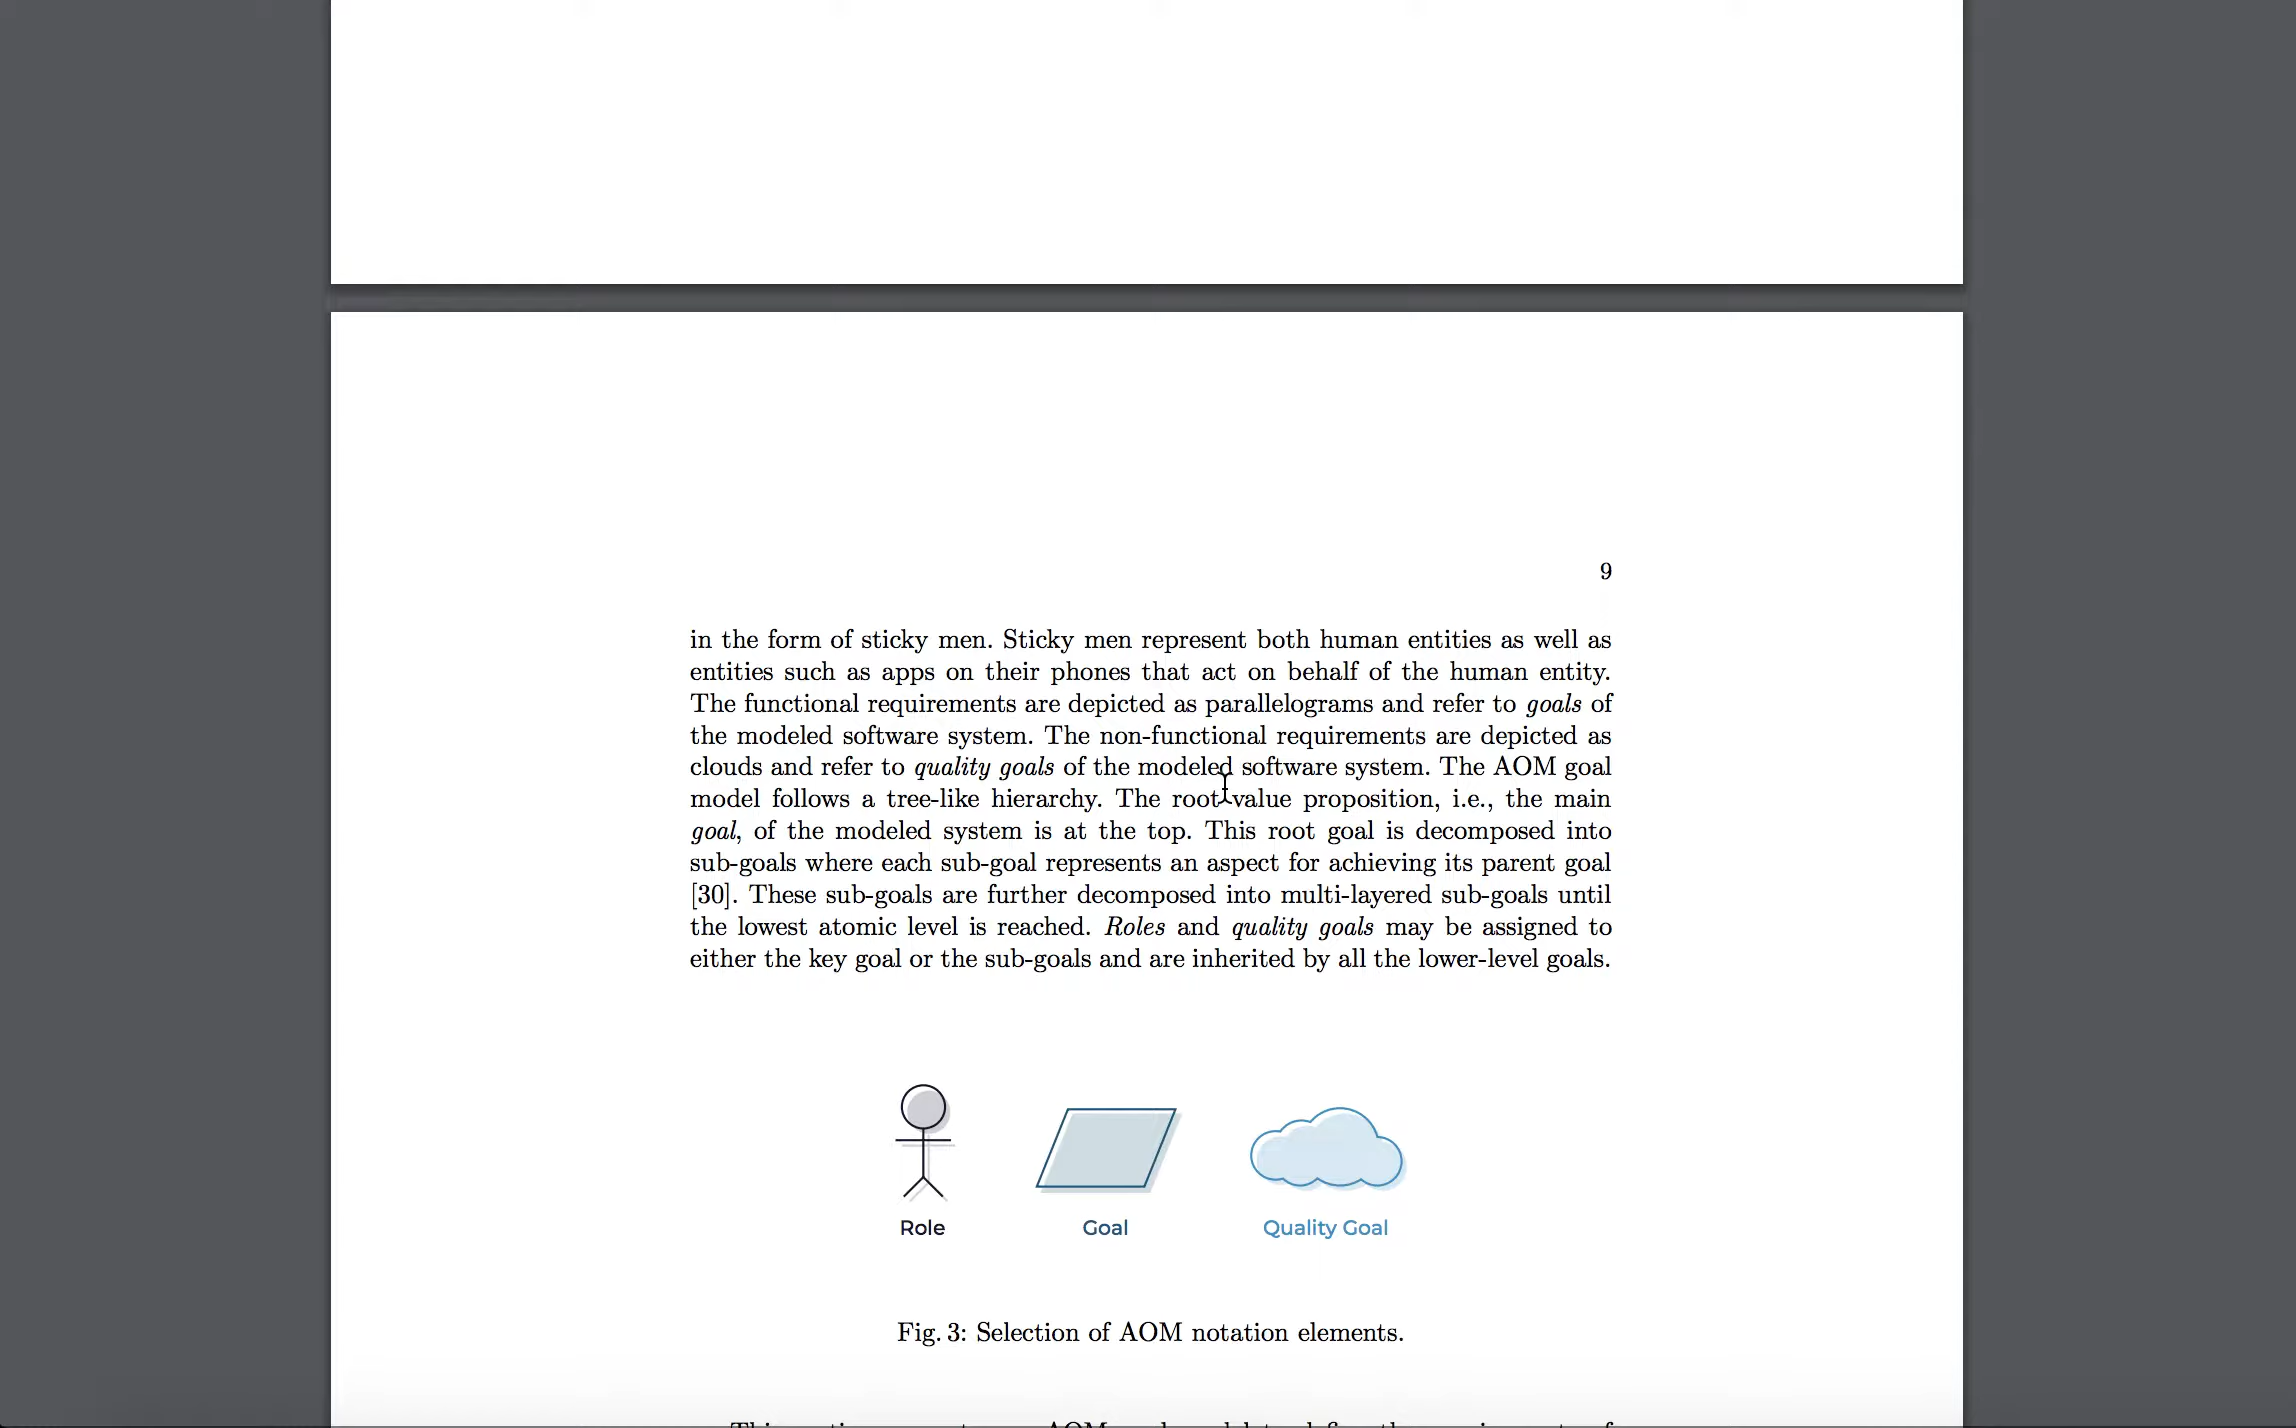 9
in the form of sticky men. Sticky men represent both human entities as well as
entities such as apps on their phones that act on behalf of the human entity.
The functional requirements are depicted as parallelograms and refer to goals of
the modeled software system. The non-functional requirements are depicted as
clouds and refer to quality goals of the modeled software system. The AOM goal
model follows a tree-like hierarchy. The root value proposition, i.e., the main
goal, of the modeled system is at the top. This root goal is decomposed into
sub-goals where each sub-goal represents an aspect for achieving its parent goal
[30]. These sub-goals are further decomposed into multi-layered sub-goals until
the lowest atomic level is reached. Roles and quality goals may be assigned to
either the key goal or the sub-goals and are inherited by all the lower-level goals.
Role Goal Quality Goal
Fig. 3: Selection of AOM notation elements.